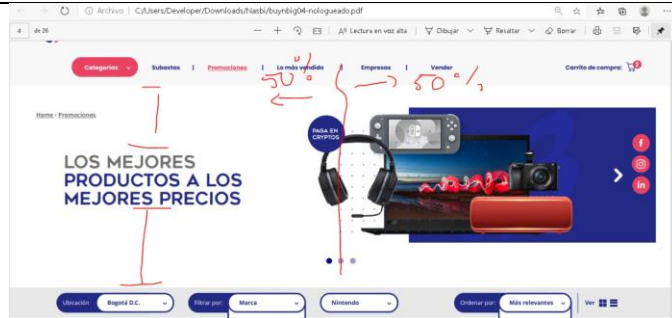 Archivo | C:/Users/Developer/Downloads/Nasbi/buynbig04-nologueado.pdf
4 de 26
Lectura en voz alta | Dibujar Resaltar Borrar
Categorías Subastas | Promociones | Lo más vendido Empresas | Vender Carrito de compra:
50% 50%
Home - Promociones
PAGA EN
CRYPTOS
LOS MEJORES
PRODUCTOS A LOS
MEJORES PRECIOS
f
in
Ubicación Bogotá D.C. Filtrar por: Marca Nintendo Ordenar por: Más relevantes Ver